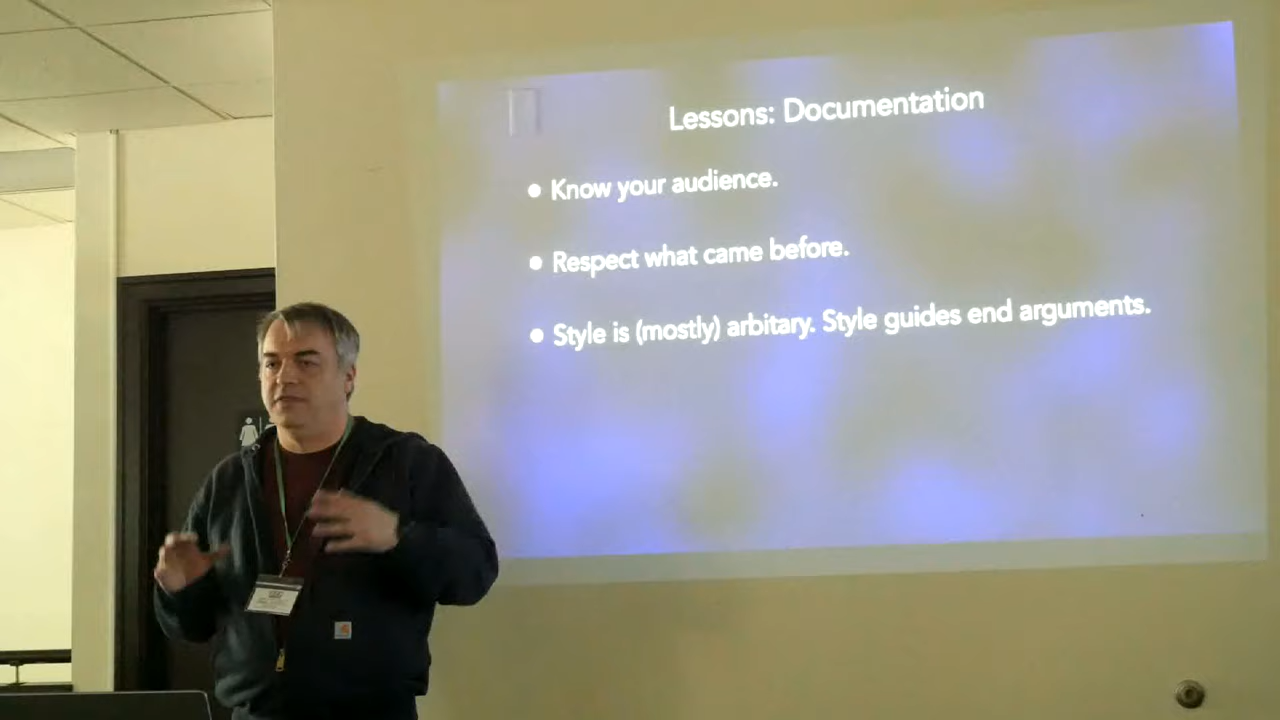 Lessons: Documentation
• Know your audience.
• Respect what came before.
• Style is (mostly) arbitary. Style guides end arguments.